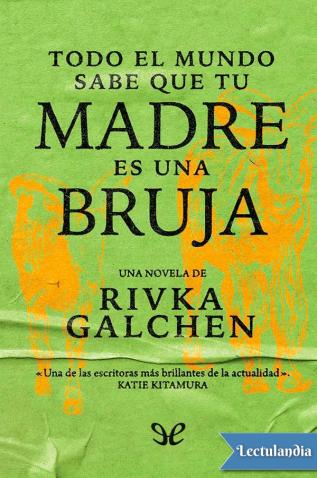 TODO EL MUNDO
SABE QUE TU
MADRE
ES UNA
BRUJA
UNA NOVELA DE
RIVKA
GALCHEN
«Una de las escritoras más brillantes de la actualidad».
KATIE KITAMURA
Lectulandia